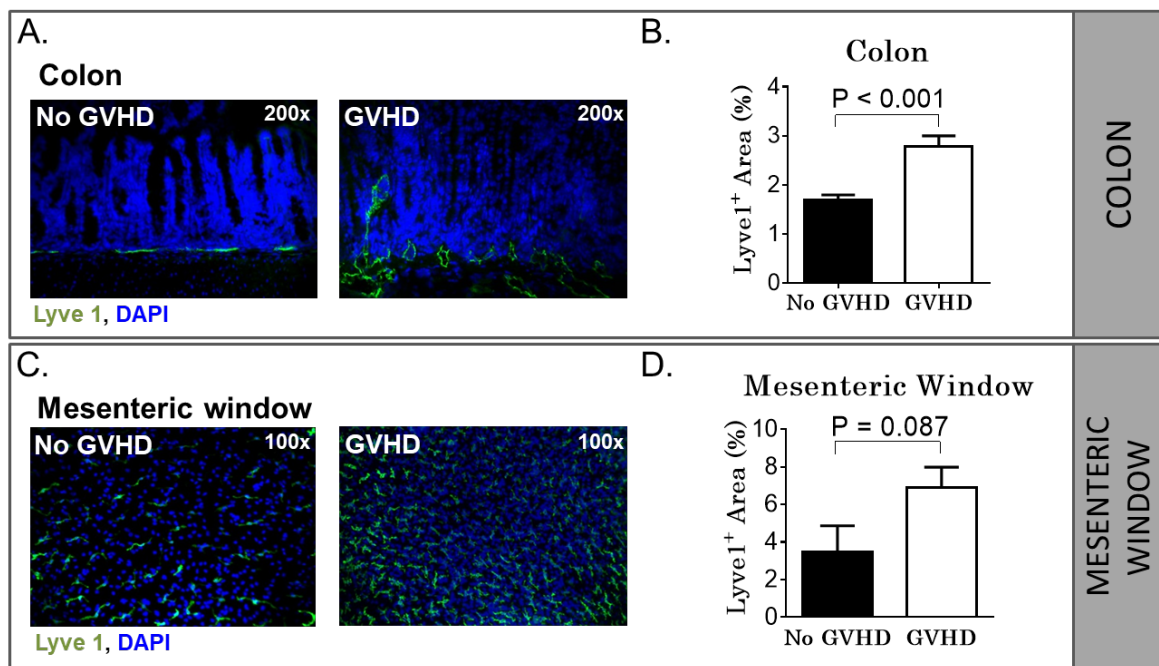 A.
Colon
No GVHD 200x
GVHD 200x
Lyve 1, DAPI
B.
Colon
P < 0.001
Lyve1⁺ Area (%)
4
3
2
1
0
No GVHD GVHD
COLON
C.
Mesenteric window
No GVHD 100x
GVHD 100x
Lyve 1, DAPI
D.
Mesenteric Window
P = 0.087
Lyve1⁺ Area (%)
10
8
6
4
2
0
No GVHD GVHD
MESENTERIC
WINDOW